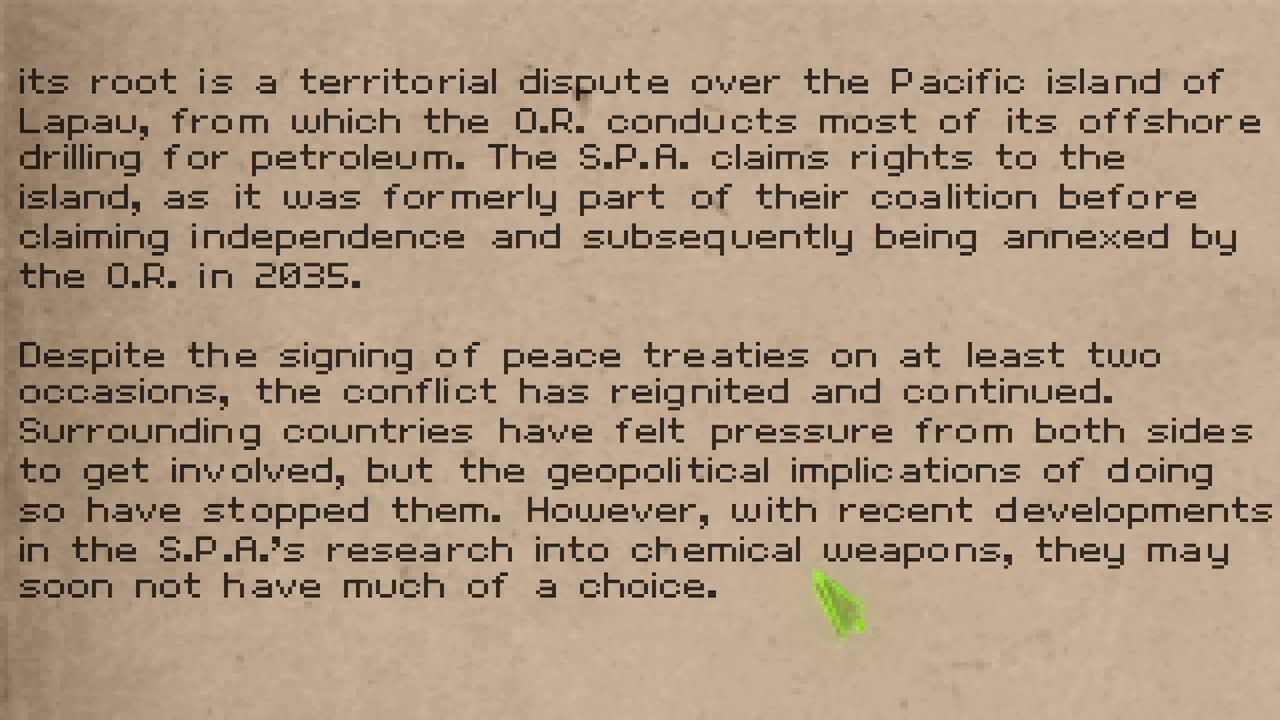 its root is a territorial dispute over the Pacific island of
Lapau, from which the O.R. conducts most of its offshore
drilling for petroleum. The S.P.A. claims rights to the
island, as it was formerly part of their coalition before
claiming independence and subsequently being annexed by
the O.R. in 2035.

Despite the signing of peace treaties on at least two
occasions, the conflict has reignited and continued.
Surrounding countries have felt pressure from both sides
to get involved, but the geopolitical implications of doing
so have stopped them. However, with recent developments
in the S.P.A.'s research into chemical weapons, they may
soon not have much of a choice.